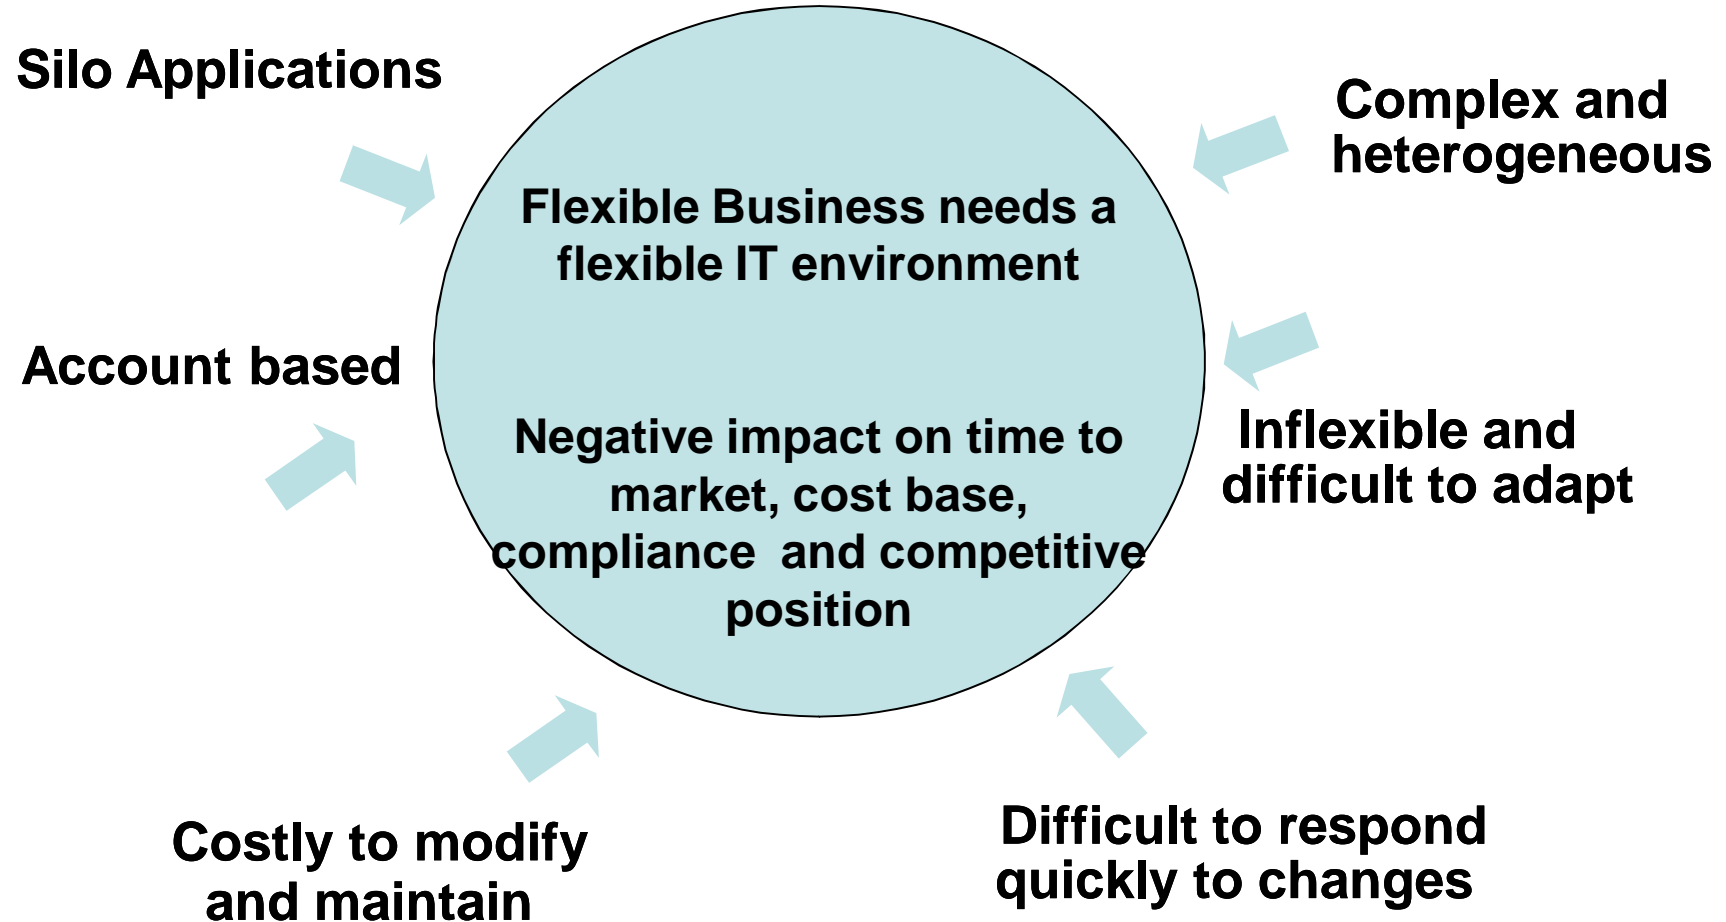 Silo Applications
Complex and
heterogeneous
Flexible Business needs a
flexible IT environment
Account based
Negative impact on time to
market, cost base,
compliance  and competitive
position
Inflexible and
difficult to adapt
Costly to modify
and maintain
Difficult to respond
quickly to changes